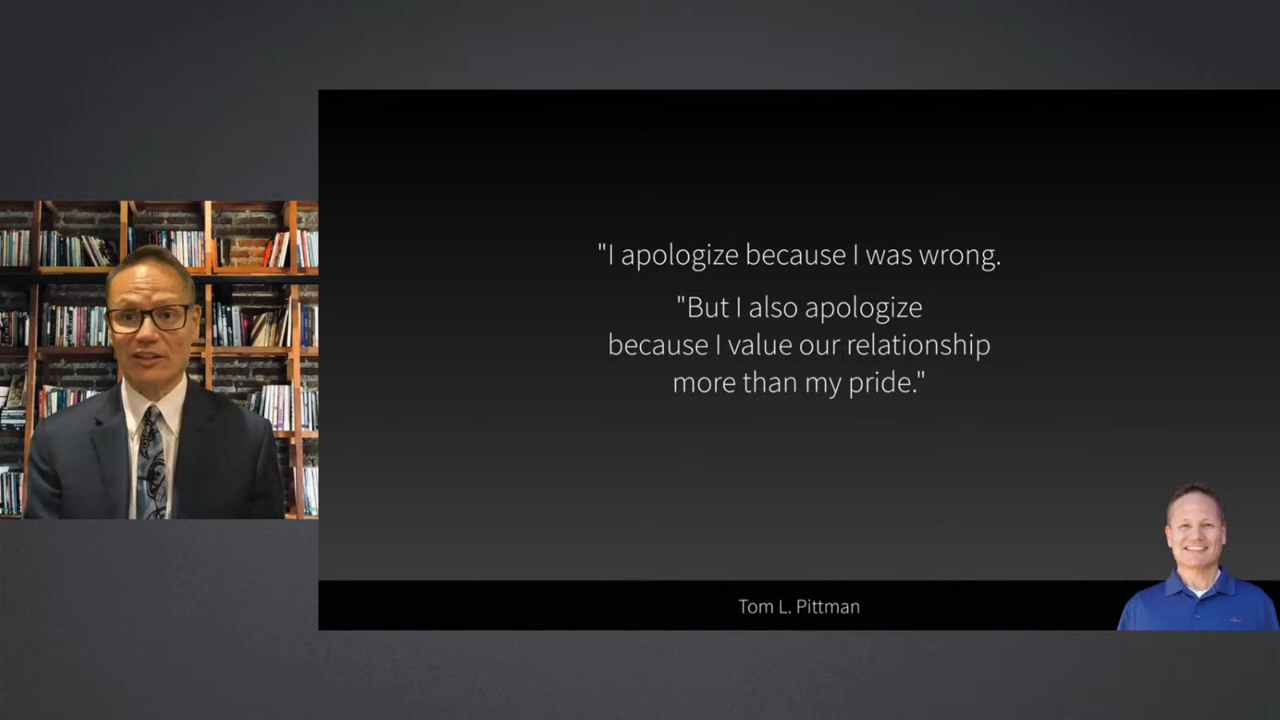 "I apologize because I was wrong.
"But I also apologize
because I value our relationship
more than my pride."
Tom L. Pittman